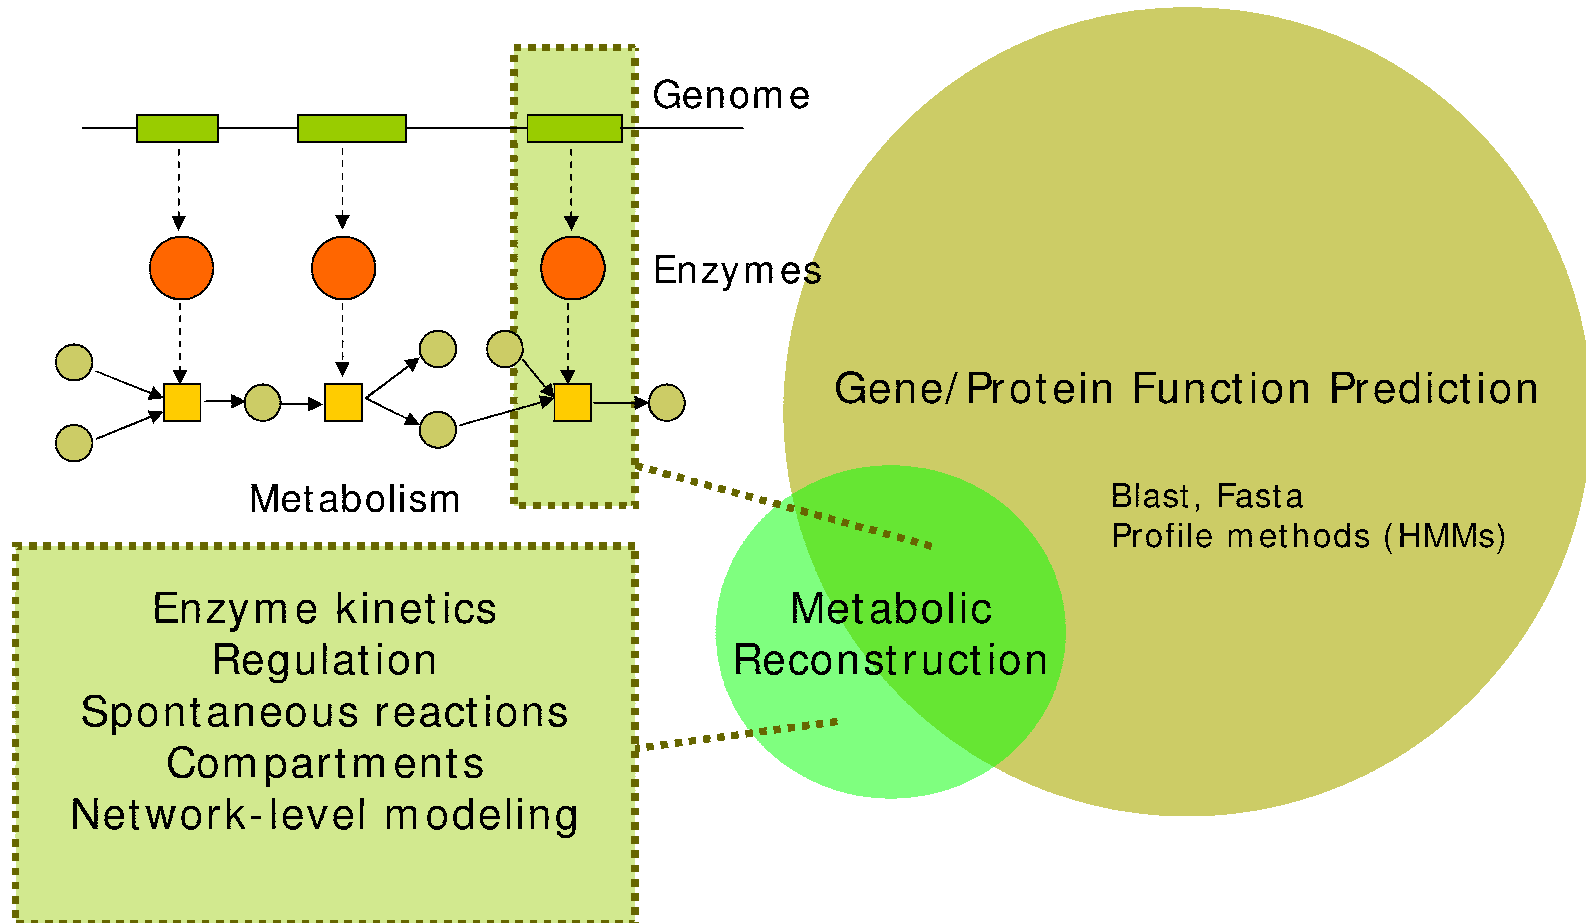 Genome
Enzymes
Metabolism
Gene/Protein Function Prediction
Blast, Fasta
Profile methods (HMMs)
Metabolic
Reconstruction
Enzyme kinetics
Regulation
Spontaneous reactions
Compartments
Network-level modeling